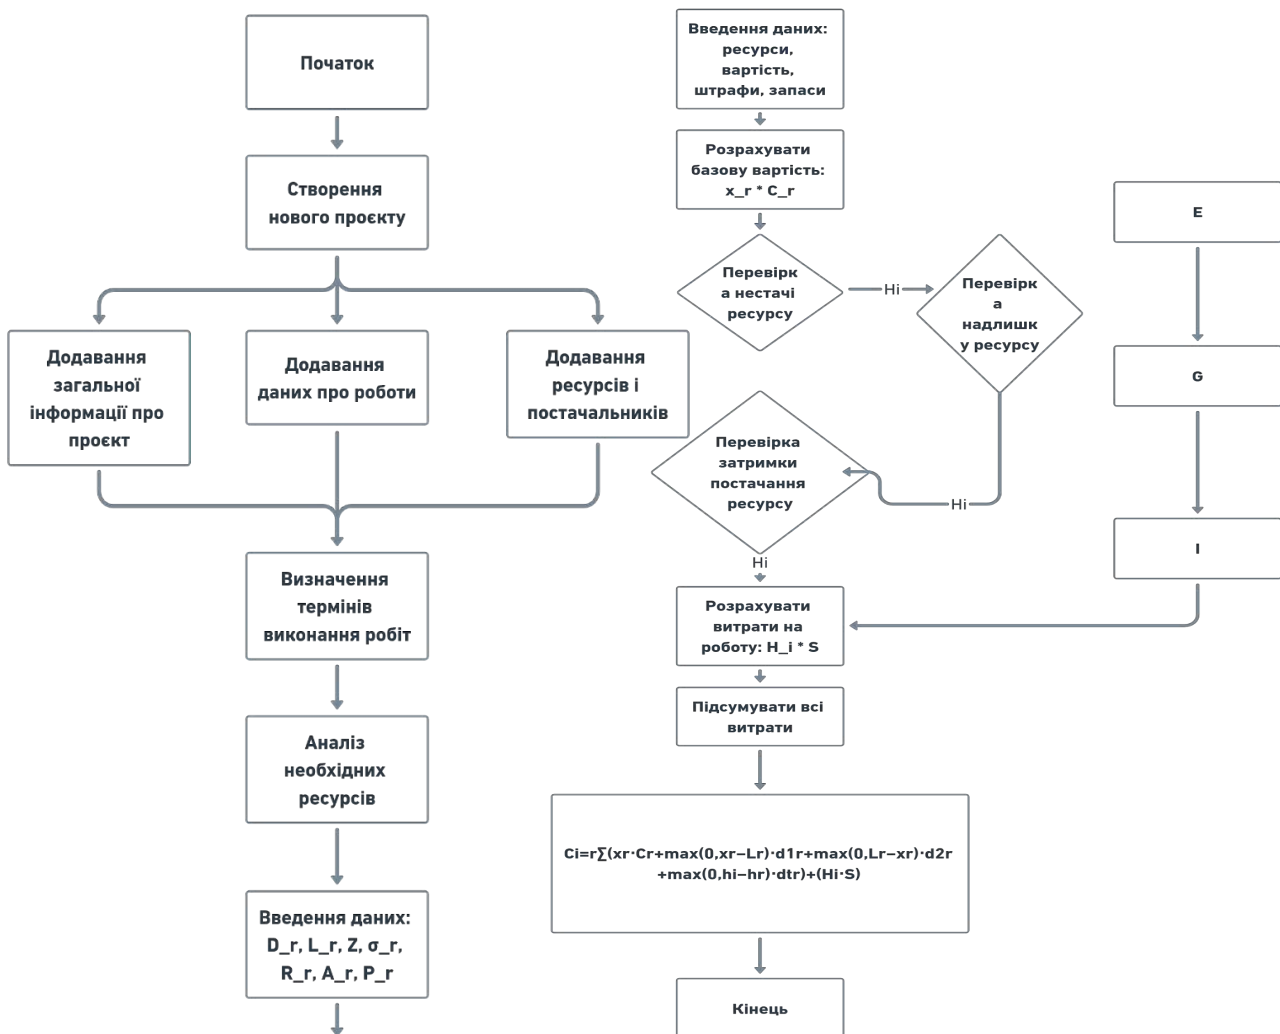 Початок
Створення
нового проєкту
Додавання
загальної
інформації про
проєкт
Додавання
даних про роботи
Додавання
ресурсів і
постачальників
Визначення
термінів
виконання робіт
Аналіз
необхідних
ресурсів
Введення даних:
D_r, L_r, Z, σ_r,
R_r, A_r, P_r
Введення даних:
ресурси,
вартість,
штрафи, запаси
Розрахувати
базову вартість:
x_r * C_r
Перевірк
а нестачі
ресурсу
Ні
Перевірк
а
надлишк
у ресурсу
Ні
Перевірка
затримки
постачання
ресурсу
Ні
Розрахувати
витрати на
роботу: H_i * S
Підсумувати всі
витрати
Ci=r∑(xr·Cr+max(0,xr−Lr)·d1r+max(0,Lr−xr)·d2r
+max(0,hi−hr)·dtr)+(Hi·S)
Кінець
E
G
I